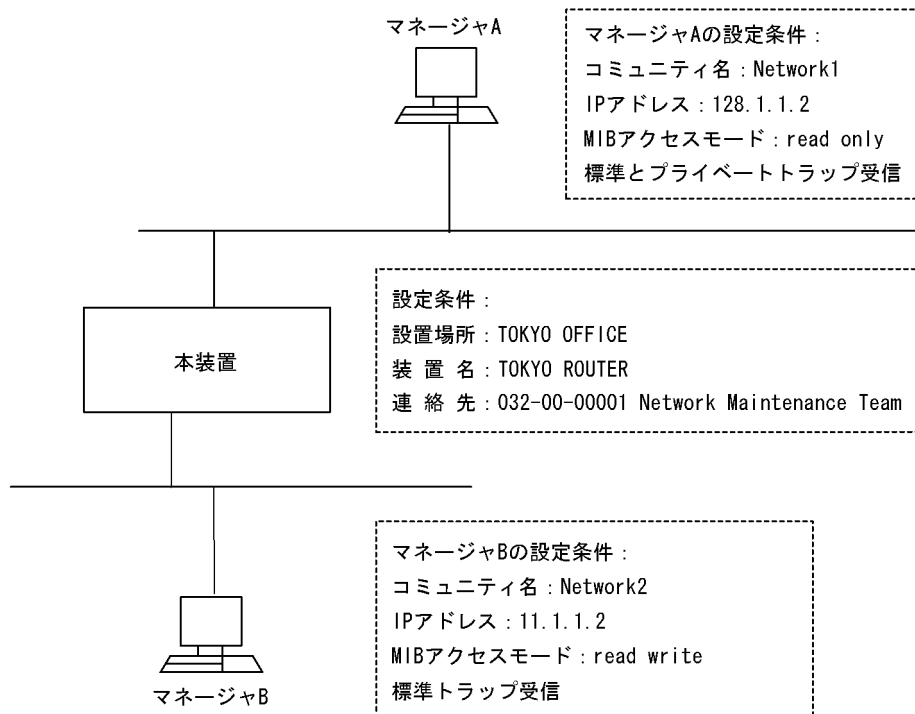 マネージャA
マネージャAの設定条件：
コミュニティ名：Network1
IPアドレス：128.1.1.2
MIBアクセスモード：read only
標準とプライベートトラップ受信
本装置
設定条件：
設置場所：TOKYO OFFICE
装 置 名：TOKYO ROUTER
連 絡 先：032-00-00001 Network Maintenance Team
マネージャBの設定条件：
コミュニティ名：Network2
IPアドレス：11.1.1.2
MIBアクセスモード：read write
標準トラップ受信
マネージャB